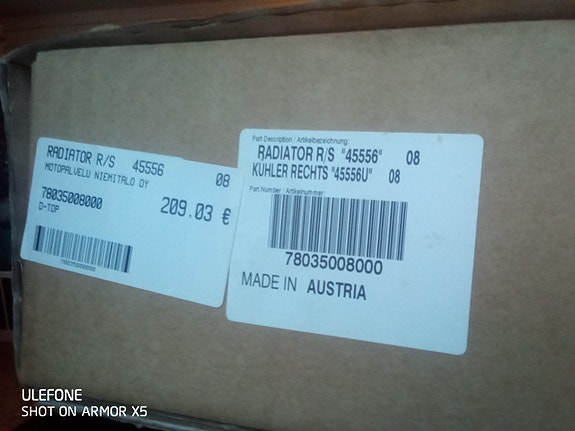 RADIATOR R/S 45556 08
MOTOPALVELU NIEMITALO OY
78035008000 209.03 €
D-TOP
78035008000
Part Description / Artikelbezeichnung:
RADIATOR R/S "45556" 08
KÜHLER RECHTS "45556U" 08
Part Number / Artikelnummer:
78035008000
MADE IN AUSTRIA
ULEFONE
SHOT ON ARMOR X5